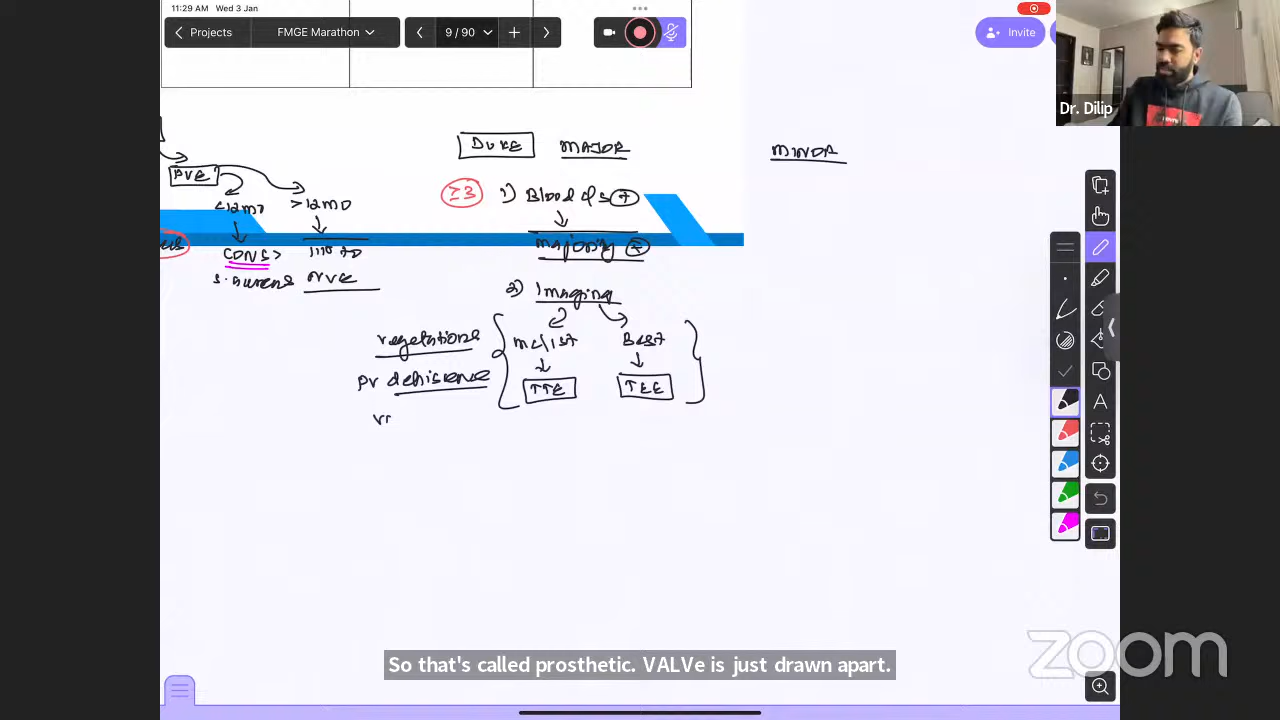 11:29 AM Wed 3 Jan
Projects
FMGE Marathon
9 / 90
Invite
Dr. Dilip
DUKE MAJOR
MINOR
PVE
<12mo >12mo
≥3
1) Blood c/s +
Majority
CONS>
S. aureus NVE
2) Imaging
vegetations
m/c/1st Best
PV dehiscence
TTE TEE
So that's called prosthetic. VALVe is just drawn apart.
zoom